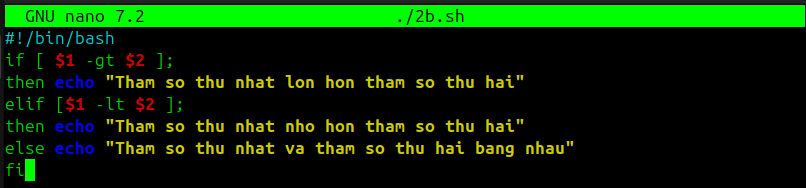 GNU nano 7.2 ./2b.sh
#!/bin/bash
if [ $1 -gt $2 ];
then echo "Tham so thu nhat lon hon tham so thu hai"
elif [$1 -lt $2 ];
then echo "Tham so thu nhat nho hon tham so thu hai"
else echo "Tham so thu nhat va tham so thu hai bang nhau"
fi